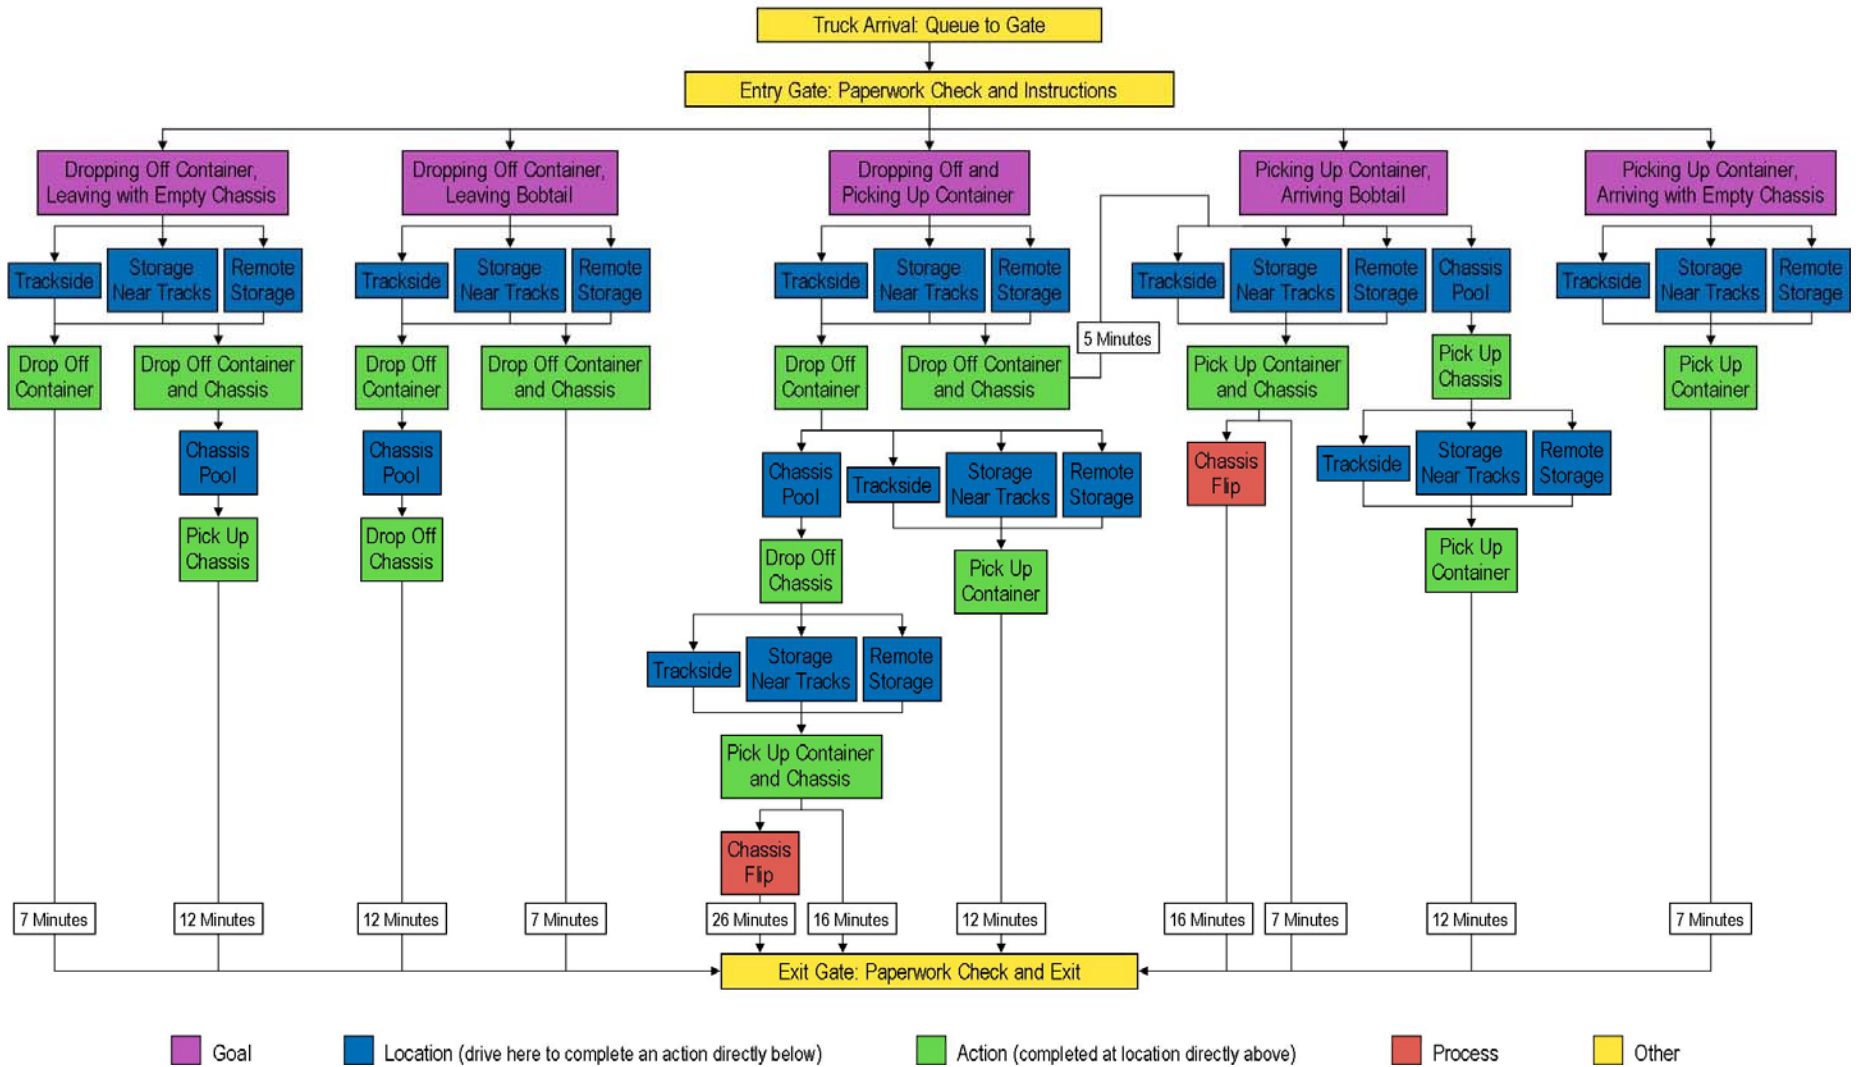 Truck Arrival: Queue to Gate
Entry Gate: Paperwork Check and Instructions
Dropping Off Container,
Leaving with Empty Chassis
Dropping Off Container,
Leaving Bobtail
Dropping Off and
Picking Up Container
Picking Up Container,
Arriving Bobtail
Picking Up Container,
Arriving with Empty Chassis
Trackside
Storage
Near Tracks
Remote
Storage
Trackside
Storage
Near Tracks
Remote
Storage
Trackside
Storage
Near Tracks
Remote
Storage
Trackside
Storage
Near Tracks
Remote
Storage
Chassis
Pool
Trackside
Storage
Near Tracks
Remote
Storage
5 Minutes
Drop Off
Container
Drop Off Container
and Chassis
Drop Off
Container
Drop Off Container
and Chassis
Drop Off
Container
Drop Off Container
and Chassis
Pick Up Container
and Chassis
Pick Up
Chassis
Pick Up
Container
Chassis
Pool
Chassis
Pool
Chassis
Pool
Trackside
Storage
Near Tracks
Remote
Storage
Chassis
Flip
Trackside
Storage
Near Tracks
Remote
Storage
Pick Up
Chassis
Drop Off
Chassis
Drop Off
Chassis
Pick Up
Container
Pick Up
Container
Trackside
Storage
Near Tracks
Remote
Storage
Pick Up Container
and Chassis
Chassis
Flip
7 Minutes
12 Minutes
12 Minutes
7 Minutes
26 Minutes
16 Minutes
12 Minutes
16 Minutes
7 Minutes
12 Minutes
7 Minutes
Exit Gate: Paperwork Check and Exit
Goal
Location (drive here to complete an action directly below)
Action (completed at location directly above)
Process
Other